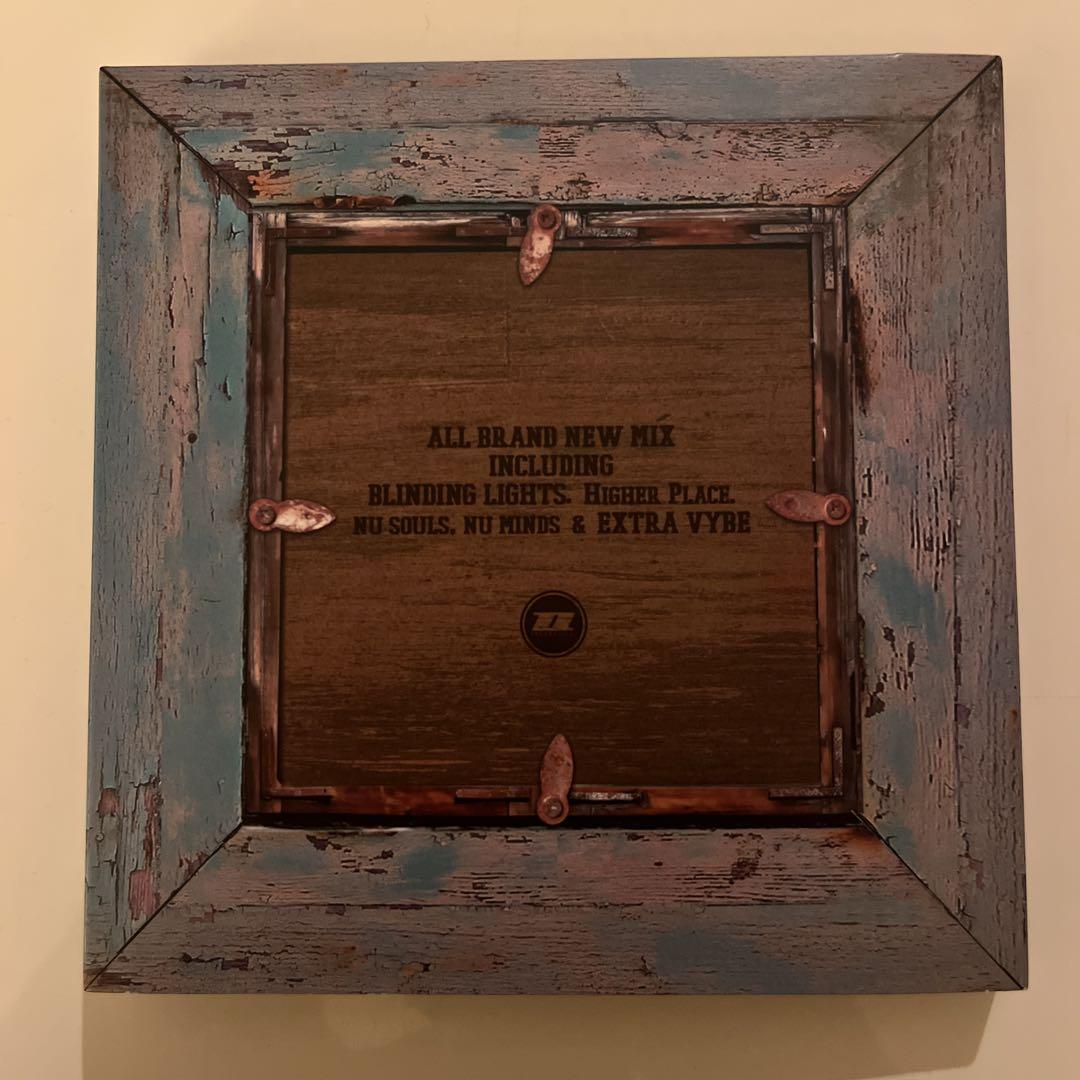 ALL BRAND NEW MIX
INCLUDING
BLINDING LIGHTS. HIGHER PLACE.
NU SOULS, NU MINDS & EXTRA VYBE